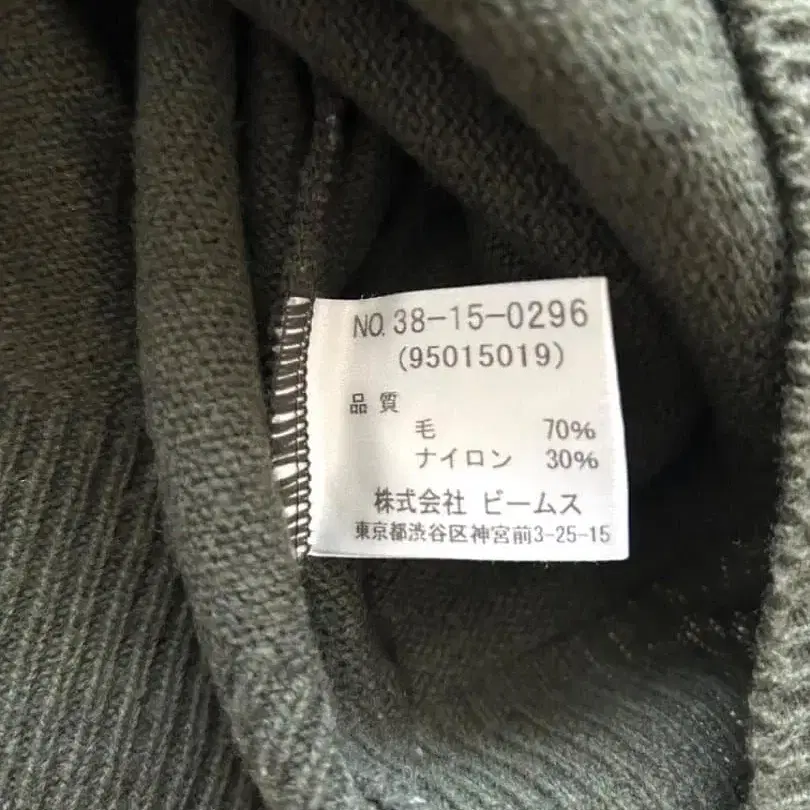 NO. 38-15-0296
(95015019)
品質
毛 70%
ナイロン 30%
株式会社 ビームス
東京都渋谷区神宮前3-25-15